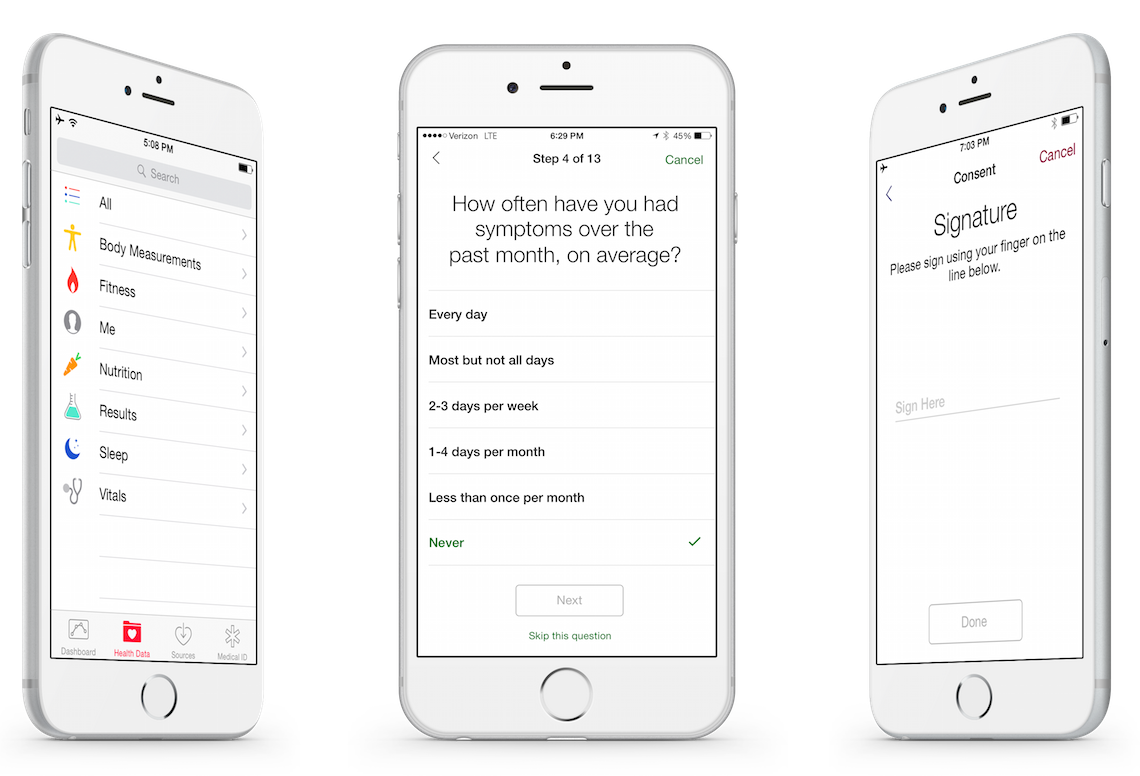 5:08 PM
Search
All
Body Measurements
Fitness
Me
Nutrition
Results
Sleep
Vitals
Dashboard
Health Data
Sources
Medical ID
Verizon LTE
6:29 PM
45%
Step 4 of 13
Cancel
How often have you had
symptoms over the
past month, on average?
Every day
Most but not all days
2-3 days per week
1-4 days per month
Less than once per month
Never
Next
Skip this question
7:03 PM
Consent
Cancel
Signature
Please sign using your finger on the
line below.
Sign Here
Done